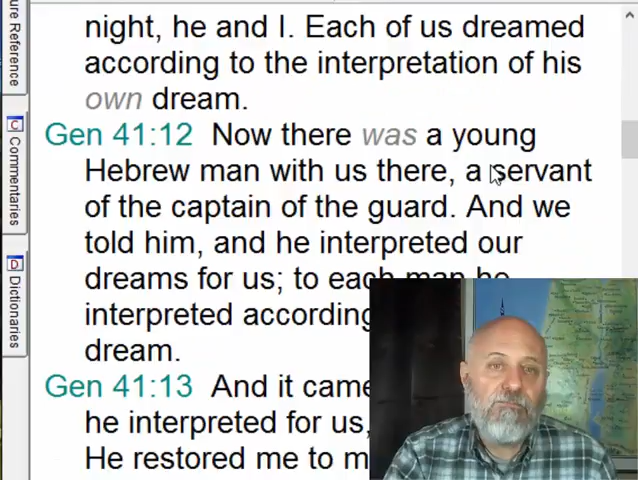 night, he and I. Each of us dreamed
according to the interpretation of his
own dream.
Gen 41:12 Now there was a young
Hebrew man with us there, a servant
of the captain of the guard. And we
told him, and he interpreted our
dreams for us; to each man he
interpreted according
dream.
Gen 41:13 And it came
he interpreted for us,
He restored me to m
ure Reference
Commentaries
Dictionaries